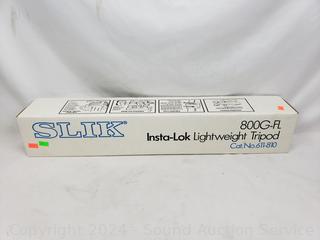 SLIK®
800G-FL
Insta-Lok Lightweight Tripod
Cat. No. 611-810
Copyright 2024 - Sound Auction Service